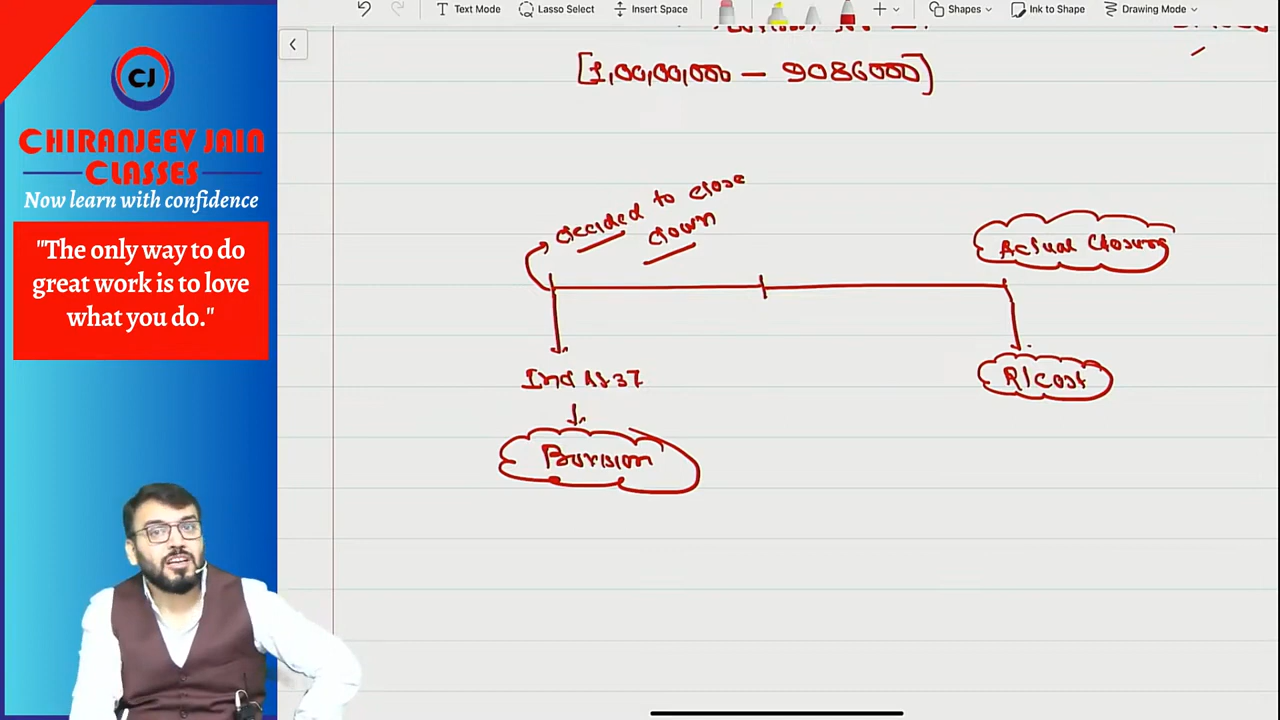 Text Mode
Lasso Select
Insert Space
Shapes
Ink to Shape
Drawing Mode
[1,00,00,000 — 9086000]
CJ
CHIRANJEEV JAIN
CLASSES
Now learn with confidence
"The only way to do
great work is to love
what you do."
decided to close
down
Actual Closure
Ind AS 37
R/cost
Provision